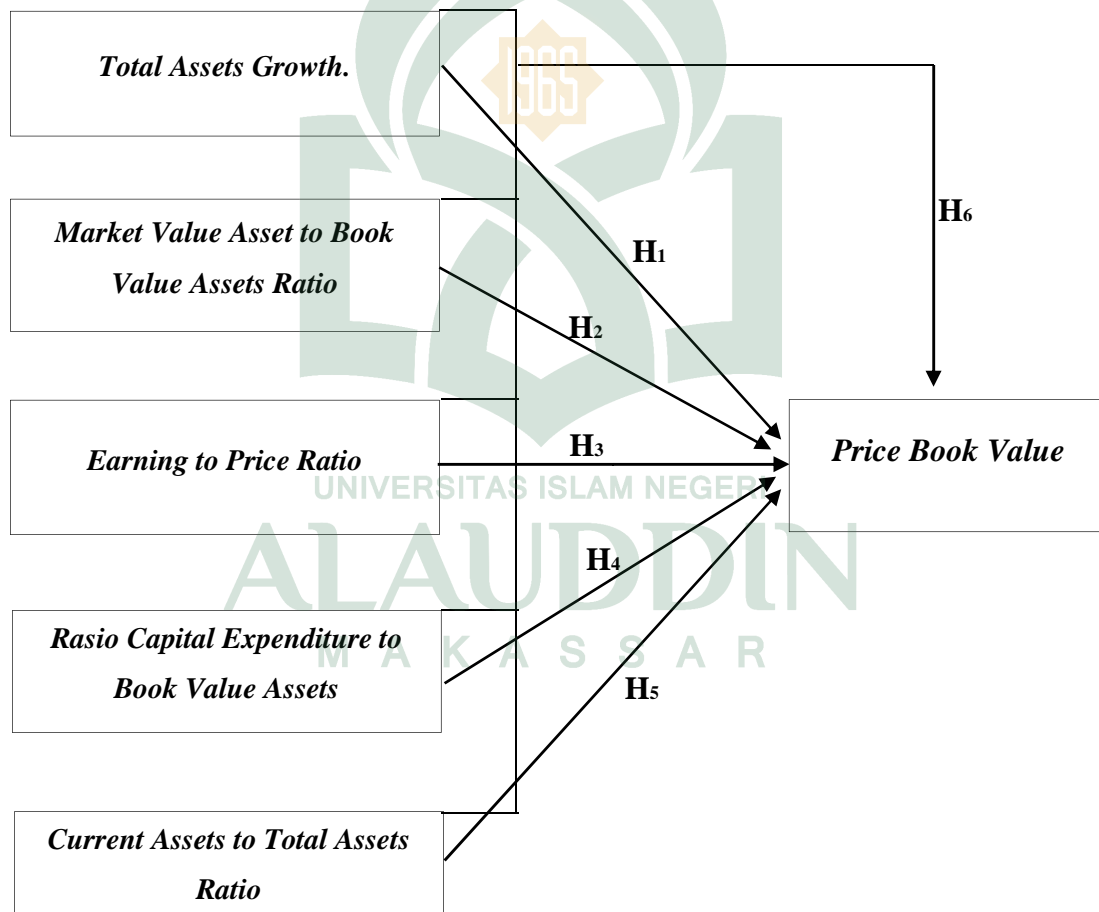 1965
Total Assets Growth.
H6
Market Value Asset to Book
Value Assets Ratio
H1
H2
Earning to Price Ratio
H3
Price Book Value
UNIVERSITAS ISLAM NEGERI
ALAUDDIN
H4
Rasio Capital Expenditure to
Book Value Assets
MAKASSAR
H5
Current Assets to Total Assets
Ratio